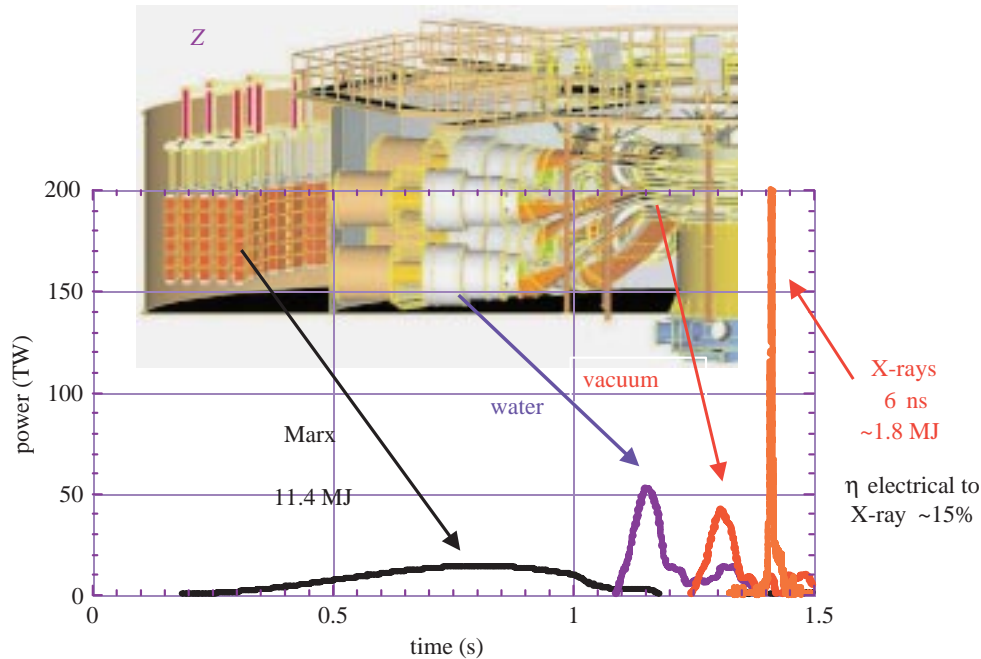 Z
200
150
100
50
0
power (TW)
Marx
11.4 MJ
water
vacuum
X-rays
6 ns
~1.8 MJ
η electrical to
X-ray ~15%
0
0.5
1
1.5
time (s)